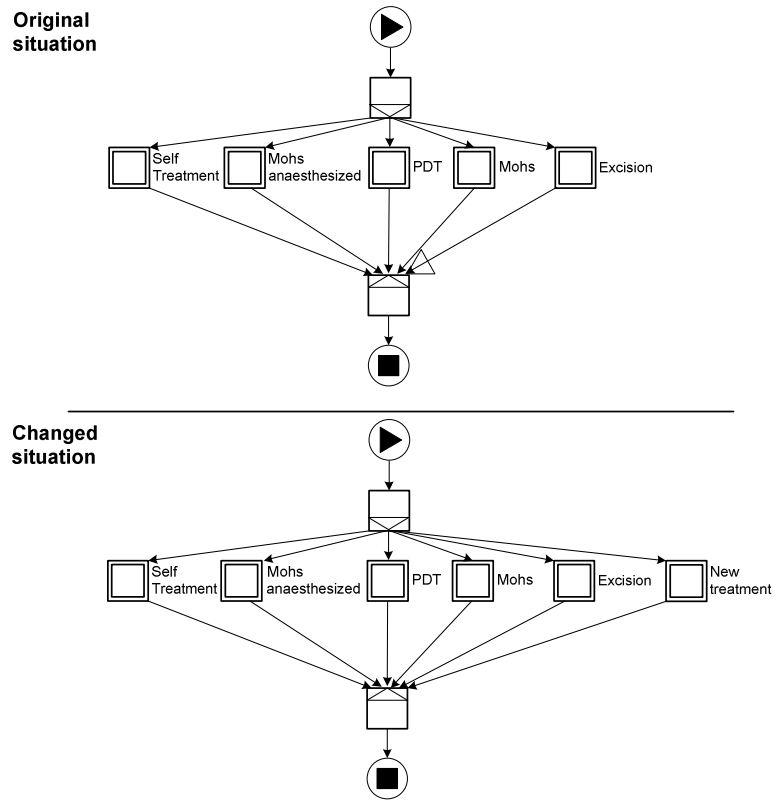 Original
situation
Self
Treatment
Mohs
anaesthesized
PDT
Mohs
Excision
Changed
situation
Self
Treatment
Mohs
anaesthesized
PDT
Mohs
Excision
New
treatment